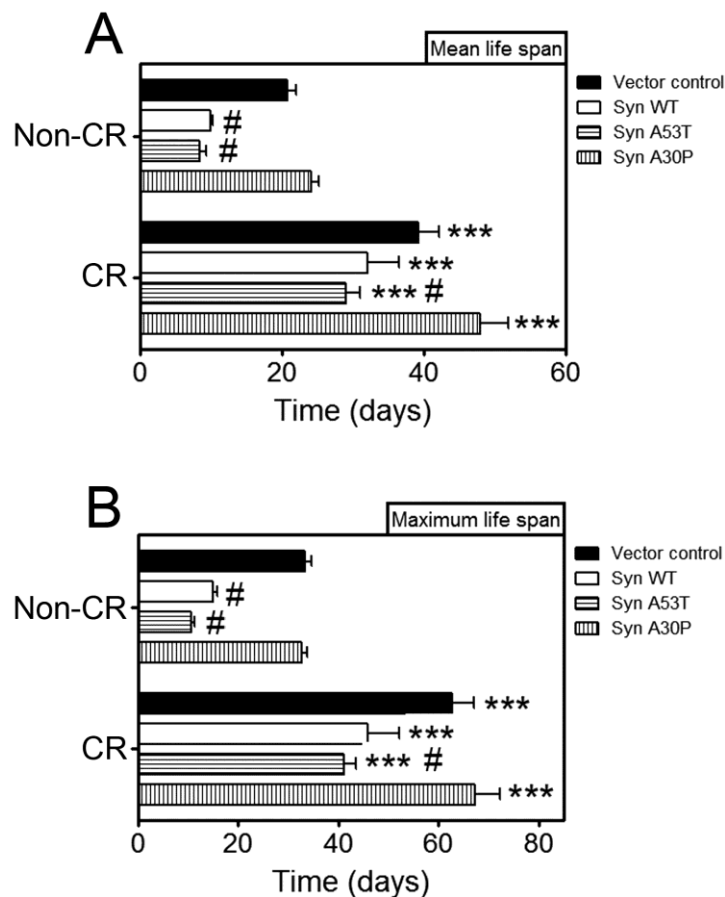 A
Mean life span
Vector control
Syn WT
Syn A53T
Syn A30P
Non-CR
#
#
CR
***
***
*** #
***
0 20 40 60
Time (days)
B
Maximum life span
Vector control
Syn WT
Syn A53T
Syn A30P
Non-CR
#
#
CR
***
***
*** #
***
0 20 40 60 80
Time (days)